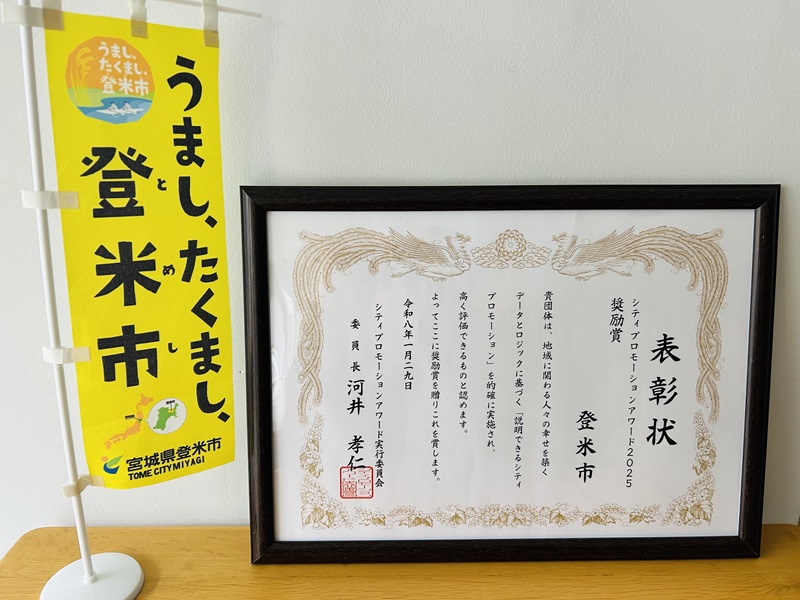 うまし、
たくまし、
登米市
うまし、たくまし、
登米市
とめし
宮城県登米市
TOME CITY MIYAGI
表彰状
シティプロモーションアワード2025
奨励賞
登米市
貴団体は、地域に関わる人々の幸せを築く
データとロジックに基づく「説明できるシティ
プロモーション」を的確に実施され、
高く評価できるものと認めます。
よってここに奨励賞を贈りこれを賞します。
令和八年一月二九日
シティプロモーションアワード実行委員会
委員長 河井 孝仁